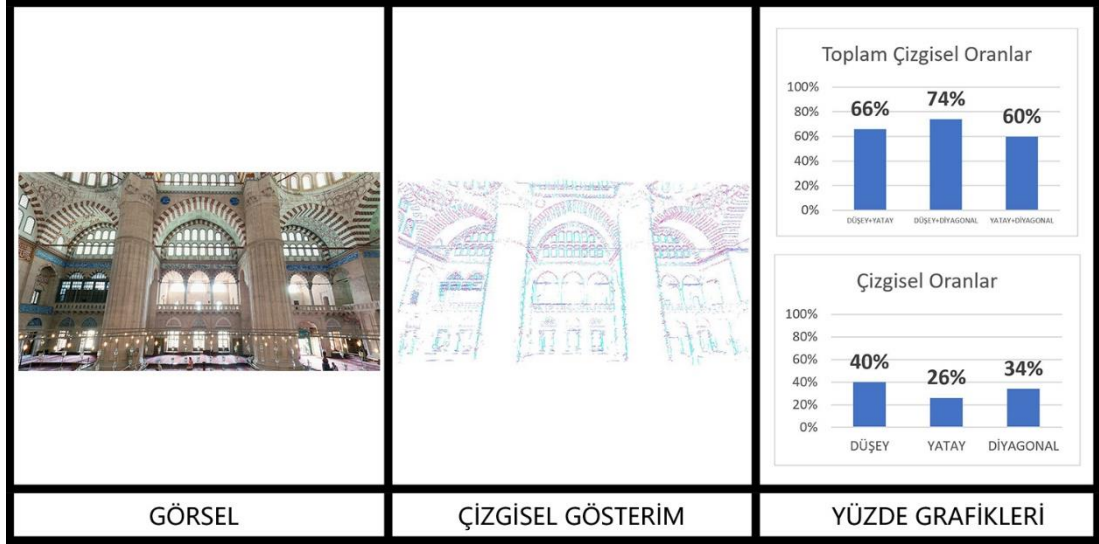 Toplam Çizgisel Oranlar
100%
80%
60%
40%
20%
0%
66%
74%
60%
DÜŞEY+YATAY DÜŞEY+DİYAGONAL YATAY+DİYAGONAL
Çizgisel Oranlar
100%
80%
60%
40%
20%
0%
40%
26%
34%
DÜŞEY YATAY DİYAGONAL
GÖRSEL
ÇİZGİSEL GÖSTERİM
YÜZDE GRAFİKLERİ